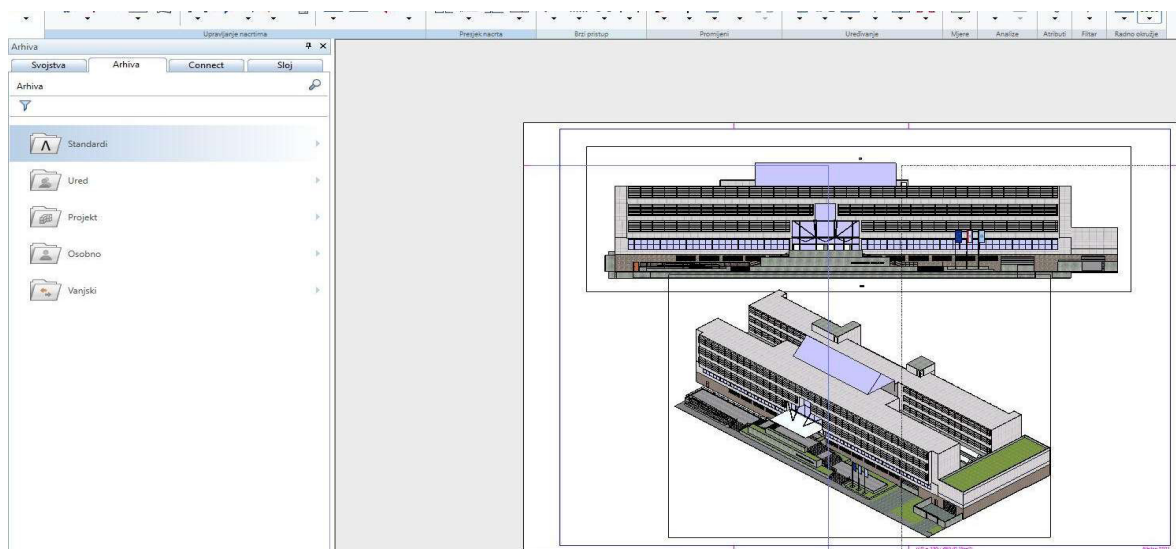 Upravljanje nacrtima
Presjek nacrta
Brzi pristup
Promjeni
Uređivanje
Mjere
Analize
Atributi
Filtar
Radno okružje
Arhiva
Svojstva
Arhiva
Connect
Sloj
Arhiva
Standardi
Ured
Projekt
Osobno
Vanjski